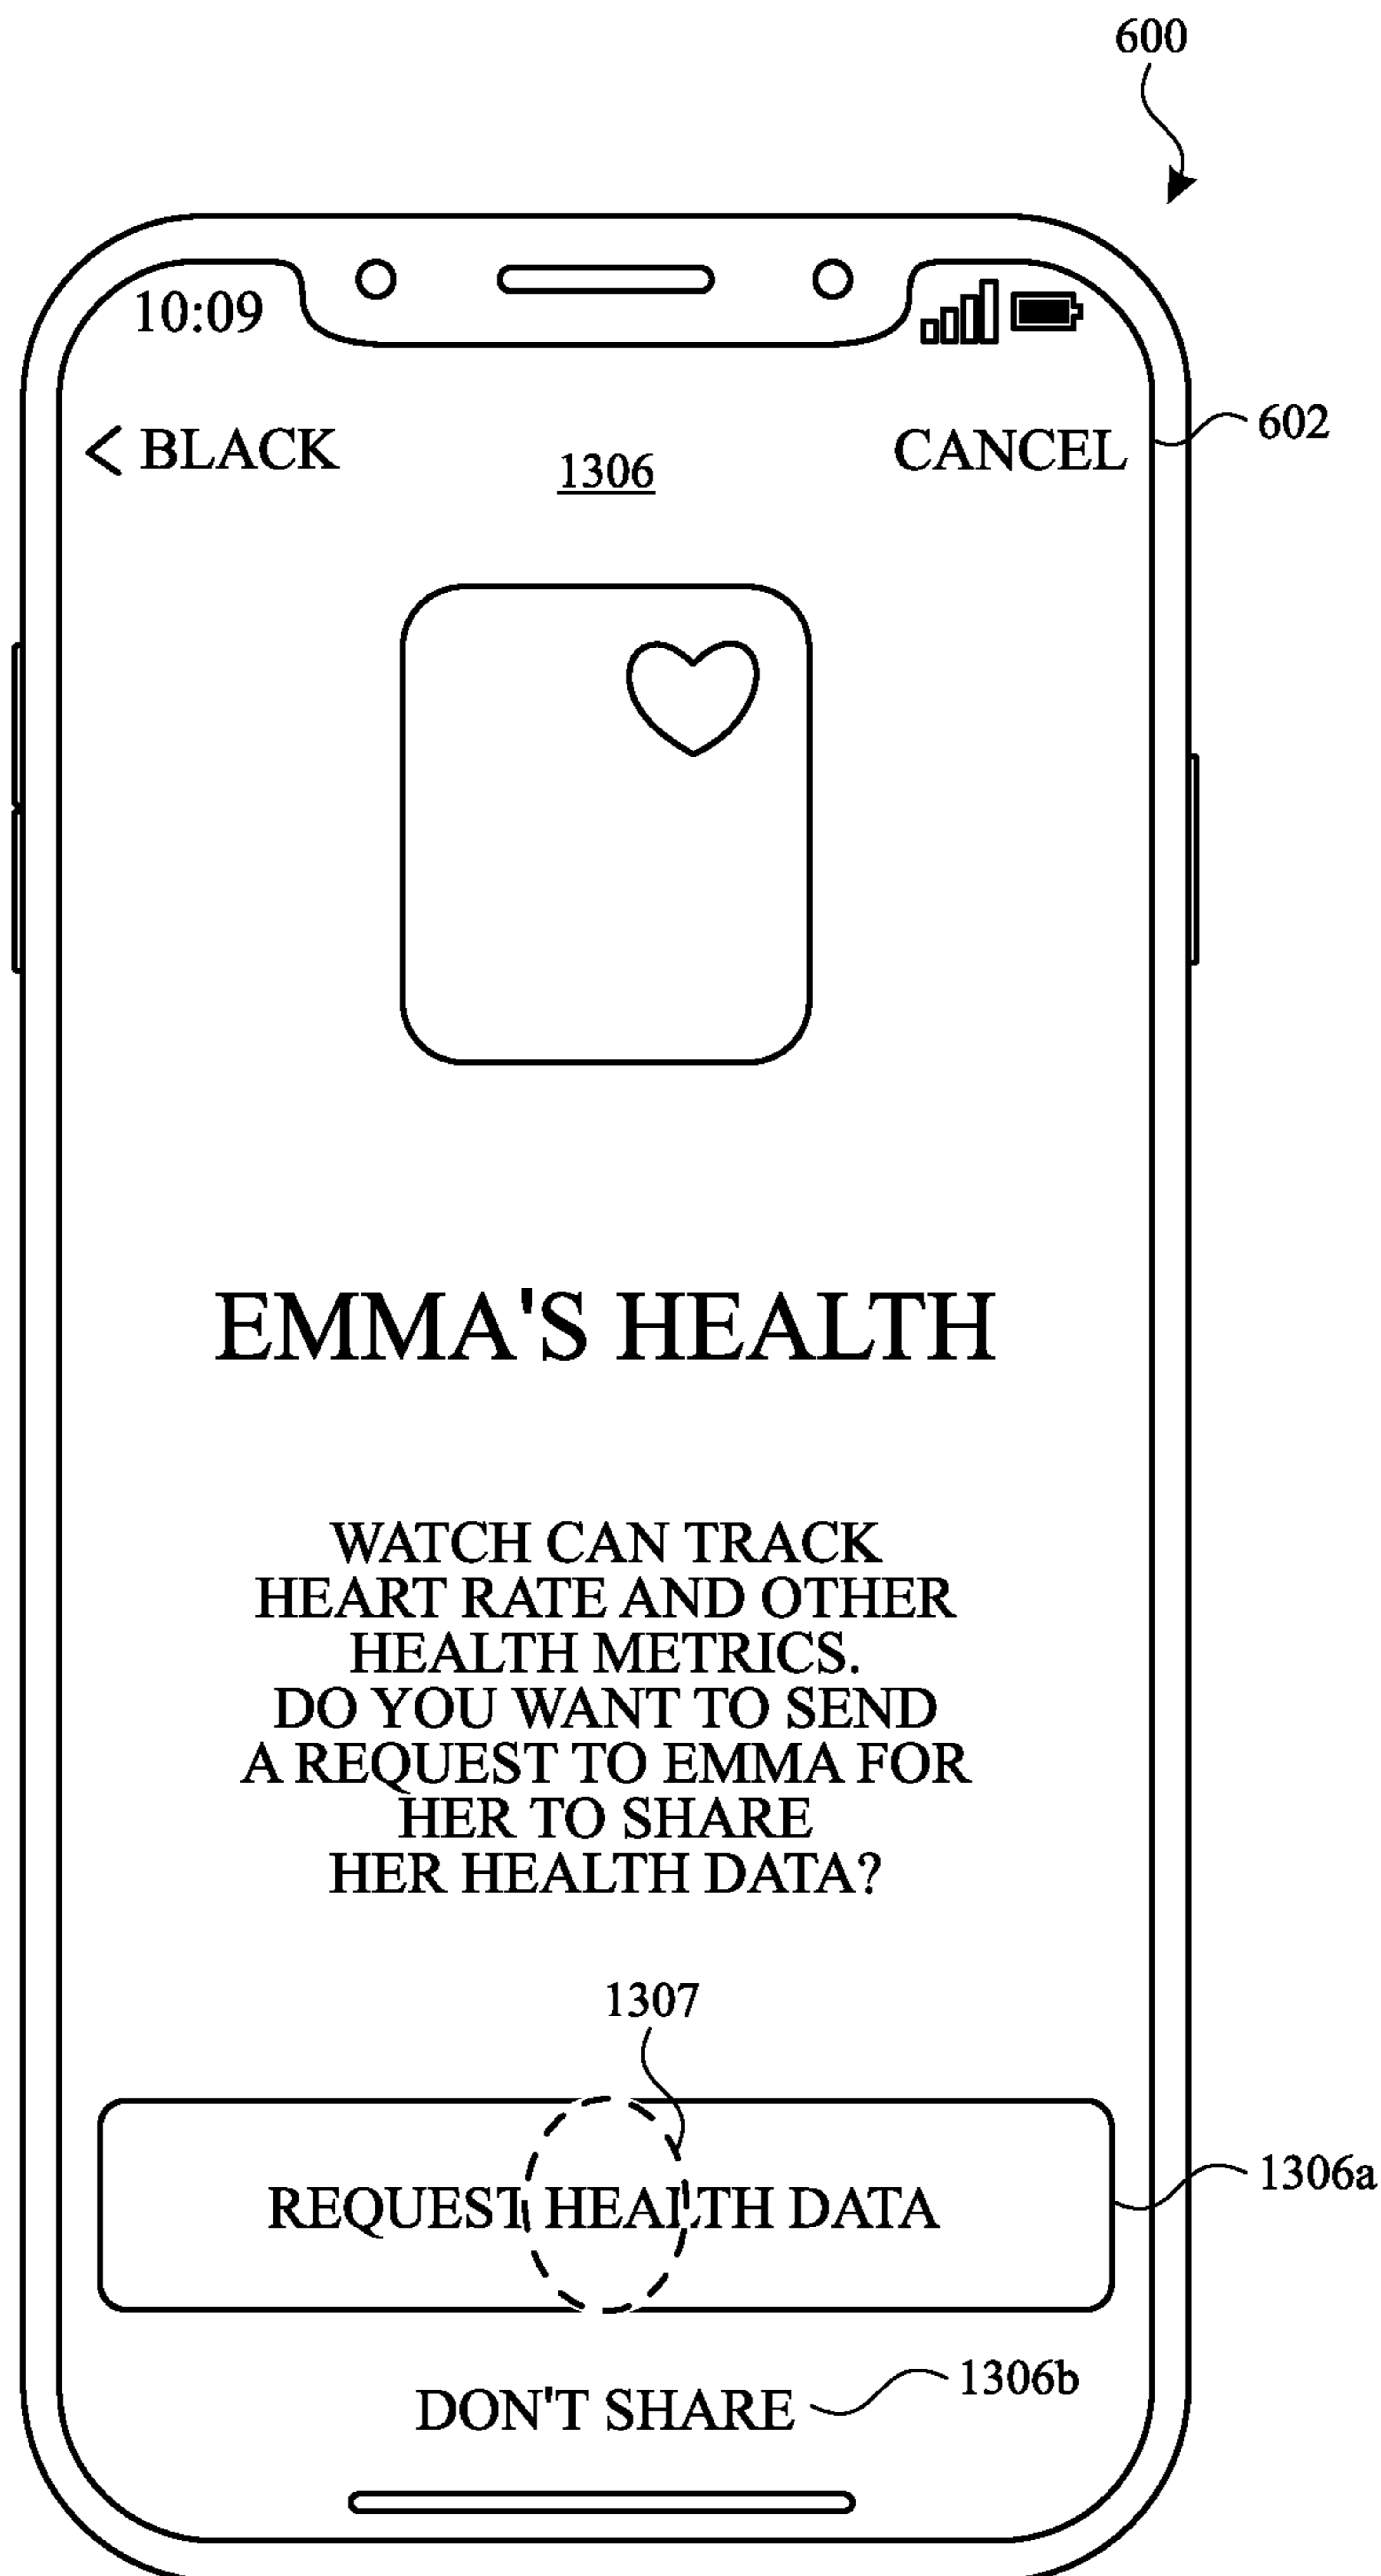 600
10:09
602
< BLACK
1306
CANCEL
EMMA'S HEALTH
WATCH CAN TRACK
HEART RATE AND OTHER
HEALTH METRICS.
DO YOU WANT TO SEND
A REQUEST TO EMMA FOR
HER TO SHARE
HER HEALTH DATA?
1307
REQUEST HEALTH DATA
1306a
DON'T SHARE
1306b